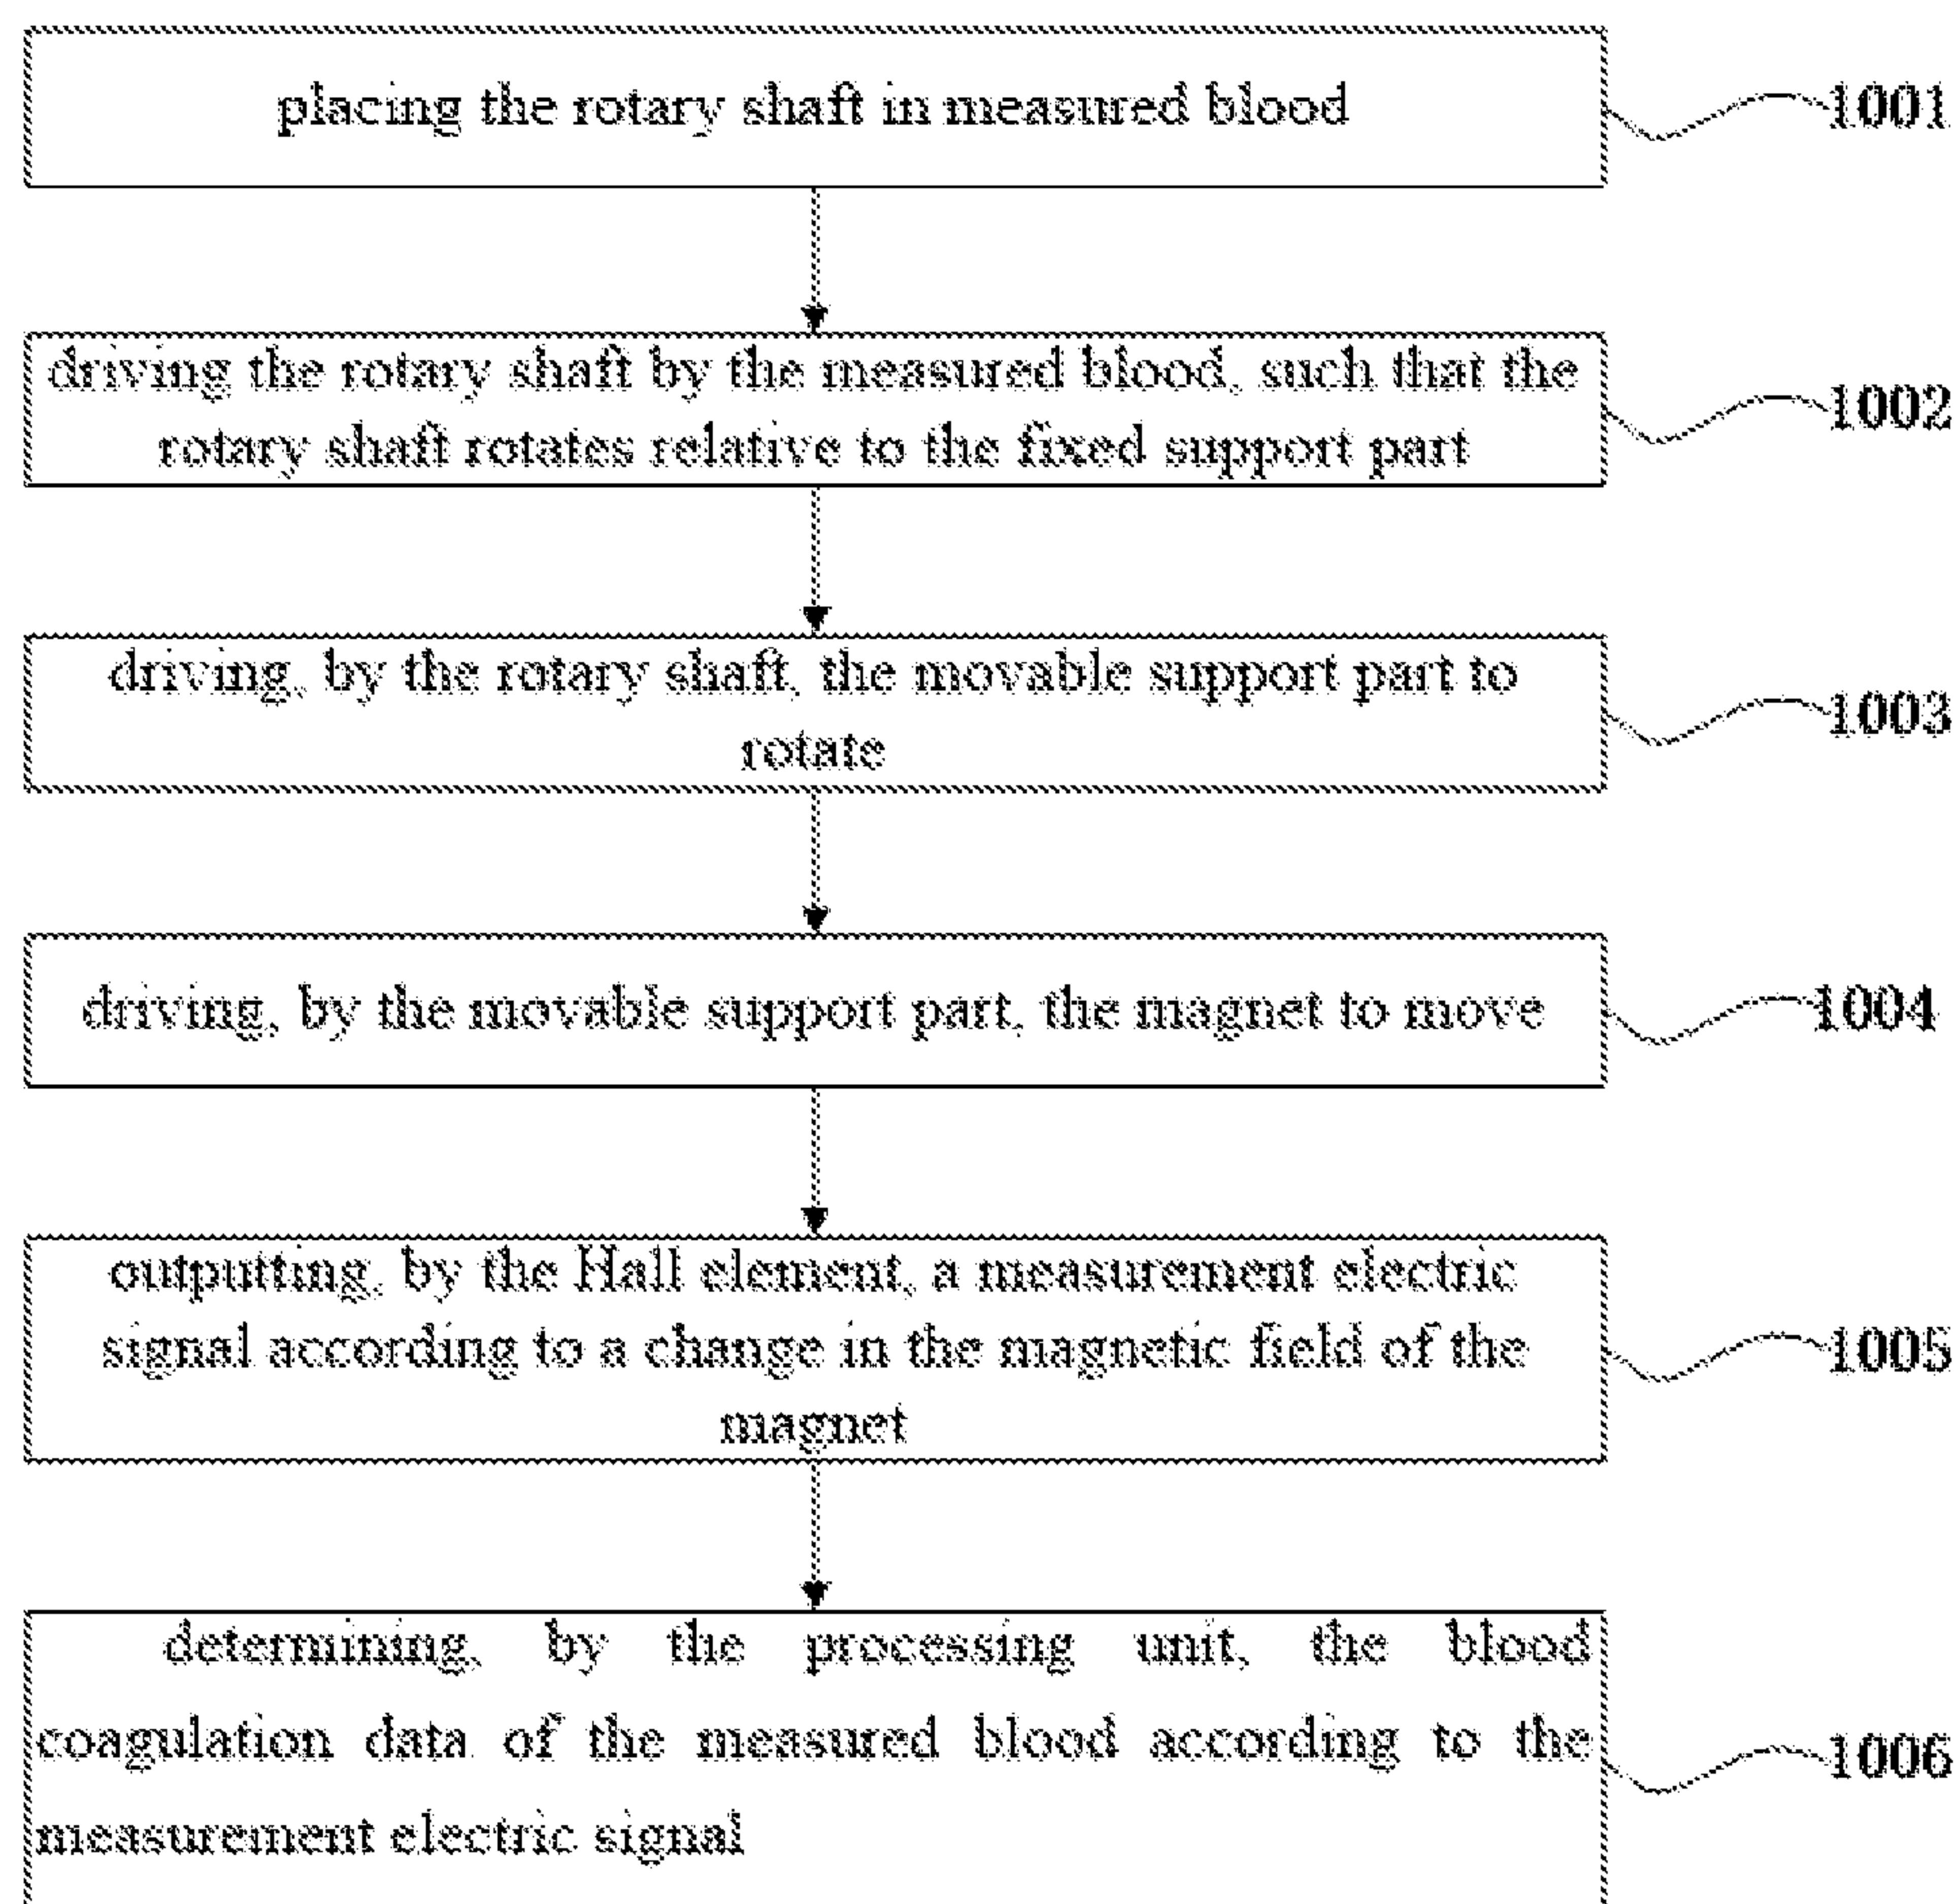 placing the rotary shaft in measured blood
1001
driving the rotary shaft by the measured blood, such that the
rotary shaft rotates relative to the fixed support part
1002
driving, by the rotary shaft, the movable support part to
rotate
1003
driving, by the movable support part, the magnet to move
1004
outputting, by the Hall element, a measurement electric
signal according to a change in the magnetic field of the
magnet
1005
determining, by the processing unit, the blood
coagulation data of the measured blood according to the
measurement electric signal
1006